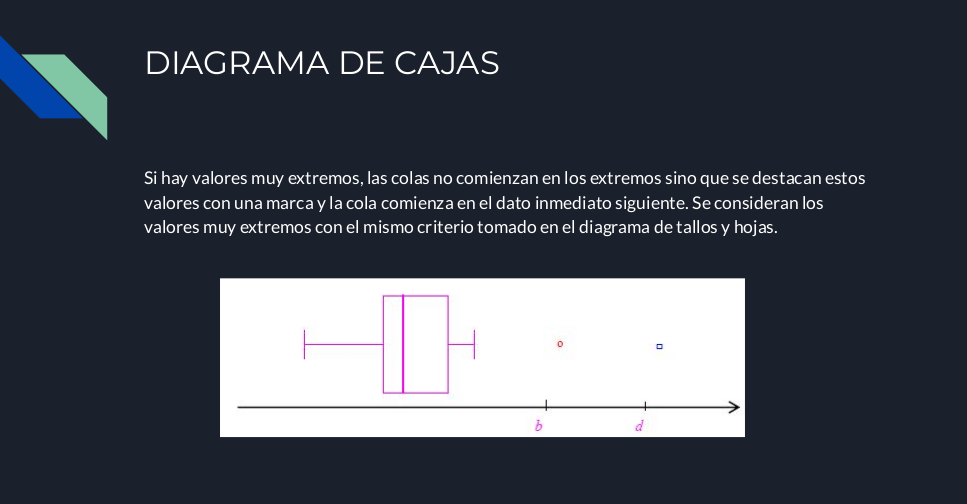 DIAGRAMA DE CAJAS
Si hay valores muy extremos, las colas no comienzan en los extremos sino que se destacan estos
valores con una marca y la cola comienza en el dato inmediato siguiente. Se consideran los
valores muy extremos con el mismo criterio tomado en el diagrama de tallos y hojas.
b d